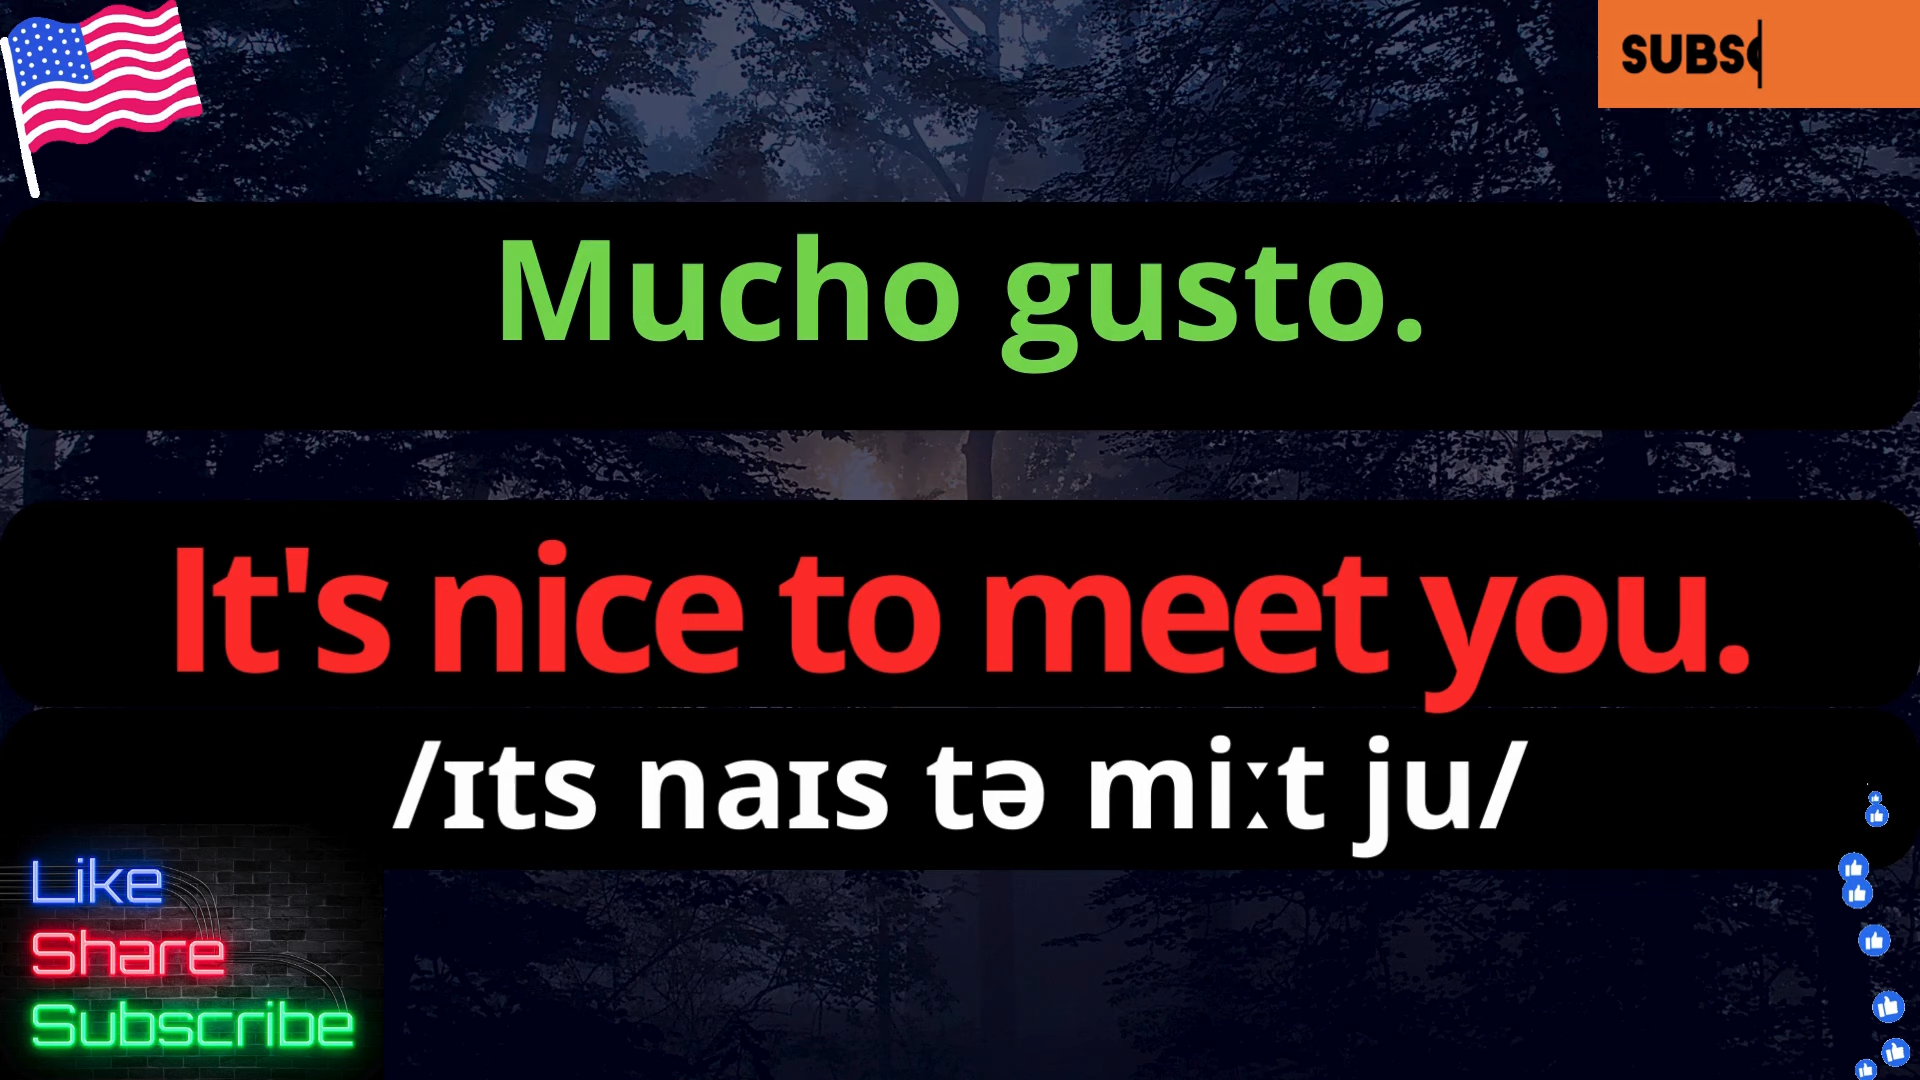 SUBS
Mucho gusto.
It's nice to meet you.
/ɪts naɪs tə miːt ju/
Like
Share
Subscribe